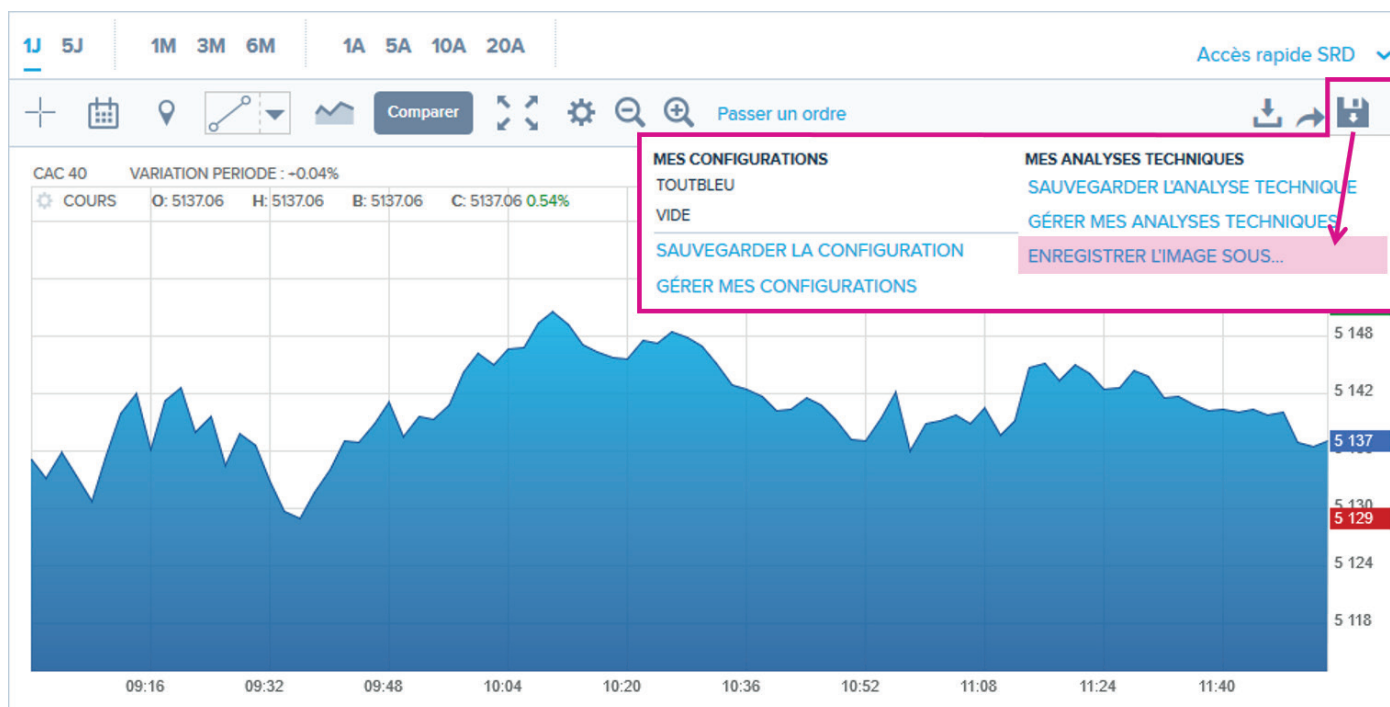 1J 5J 1M 3M 6M 1A 5A 10A 20A
Accès rapide SRD
Comparer Passer un ordre
MES CONFIGURATIONS
TOUTBLEU
VIDE
SAUVEGARDER LA CONFIGURATION
GÉRER MES CONFIGURATIONS
MES ANALYSES TECHNIQUES
SAUVEGARDER L'ANALYSE TECHNIQUE
GÉRER MES ANALYSES TECHNIQUES
ENREGISTRER L'IMAGE SOUS...
CAC 40 VARIATION PERIODE : -0.04%
COURS O: 5137.06 H: 5137.06 B: 5137.06 C: 5137.06 0.54%
5 148
5 142
5 137
5 130
5 129
5 124
5 118
09:16 09:32 09:48 10:04 10:20 10:36 10:52 11:08 11:24 11:40